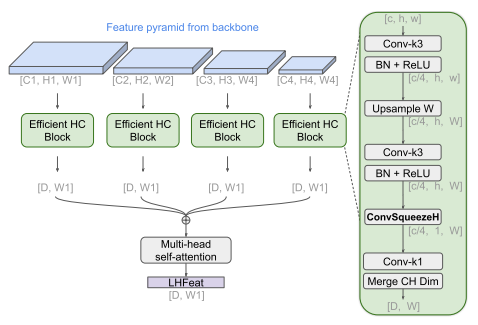 Feature pyramid from backbone
[C1, H1, W1]
[C2, H2, W2]
[C3, H3, W4]
[C4, H4, W4]
Efficient HC
Block
Efficient HC
Block
Efficient HC
Block
Efficient HC
Block
[D, W1]
[D, W1]
[D, W1]
[D, W1]
Multi-head
self-attention
LHFeat
[D, W1]
[c, h, w]
Conv-k3
BN + ReLU
[c/4, h, w]
Upsample W
[c/4, h, W]
Conv-k3
BN + ReLU
[c/4, h, W]
ConvSqueezeH
[c/4, 1, W]
Conv-k1
Merge CH Dim
[D, W]